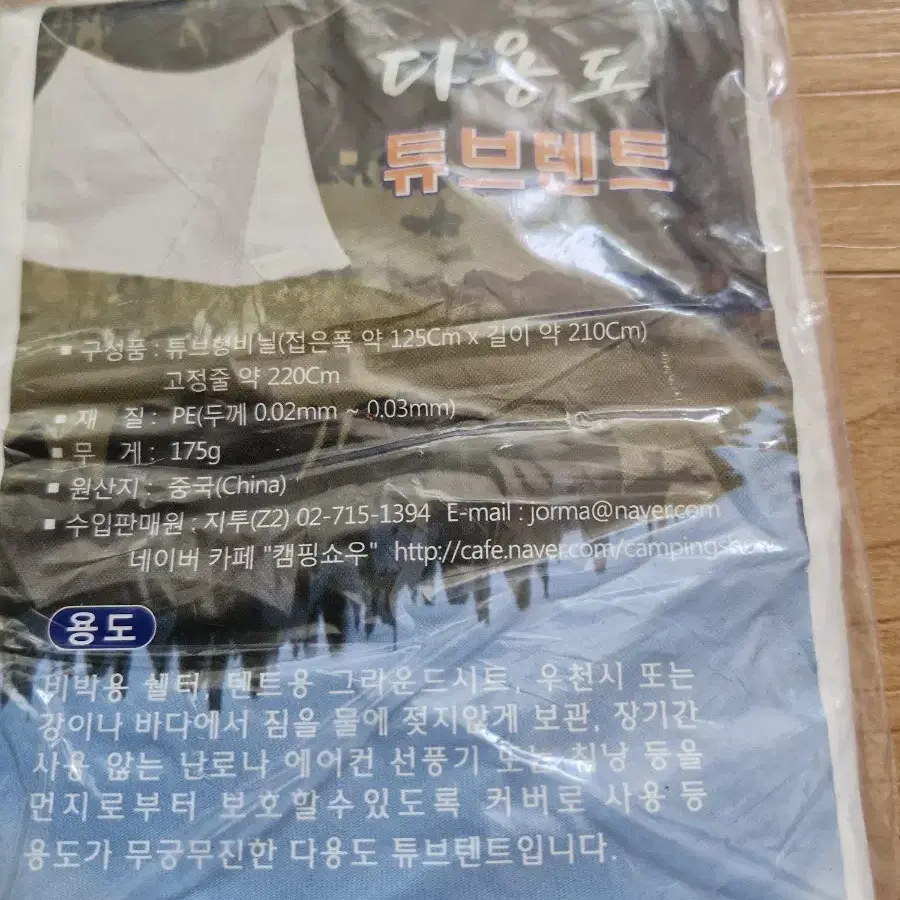 다용도
튜브텐트
▪ 구성품 : 튜브형비닐(접은폭 약 125Cm x 길이 약 210Cm)
고정줄 약 220Cm
▪ 재 질 : PE(두께 0.02mm ~ 0.03mm)
▪ 무 게 : 175g
▪ 원산지 : 중국(China)
▪ 수입판매원 : 지투(Z2) 02-715-1394 E-mail : jorma@naver.com
네이버 카페 "캠핑쇼우"
용도
비박용 쉘터, 텐트용 그라운드시트, 우천시 또는
강이나 바다에서 짐을 물에 젖지않게 보관, 장기간
사용 않는 난로나 에어컨 선풍기 또는 침낭 등을
먼지로부터 보호할수있도록 커버로 사용 등
용도가 무궁무진한 다용도 튜브텐트입니다.